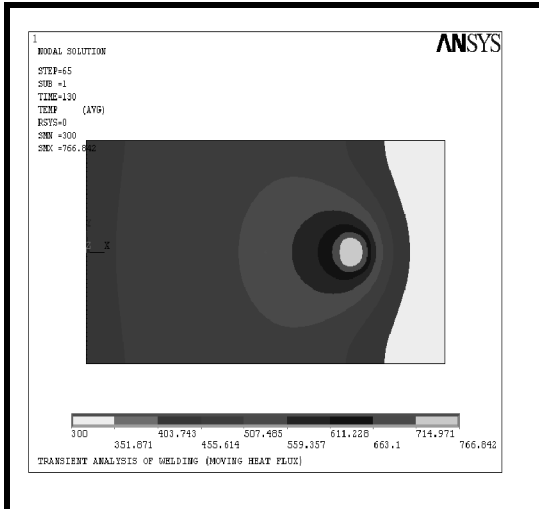 1
NODAL SOLUTION
ANSYS
STEP=65
SUB =1
TIME=130
TEMP (AVG)
RSYS=0
SMN =300
SMX =766.842
X
300 403.743 507.485 611.228 714.971
351.871 455.614 559.357 663.1 766.842
TRANSIENT ANALYSIS OF WELDING (MOVING HEAT FLUX)